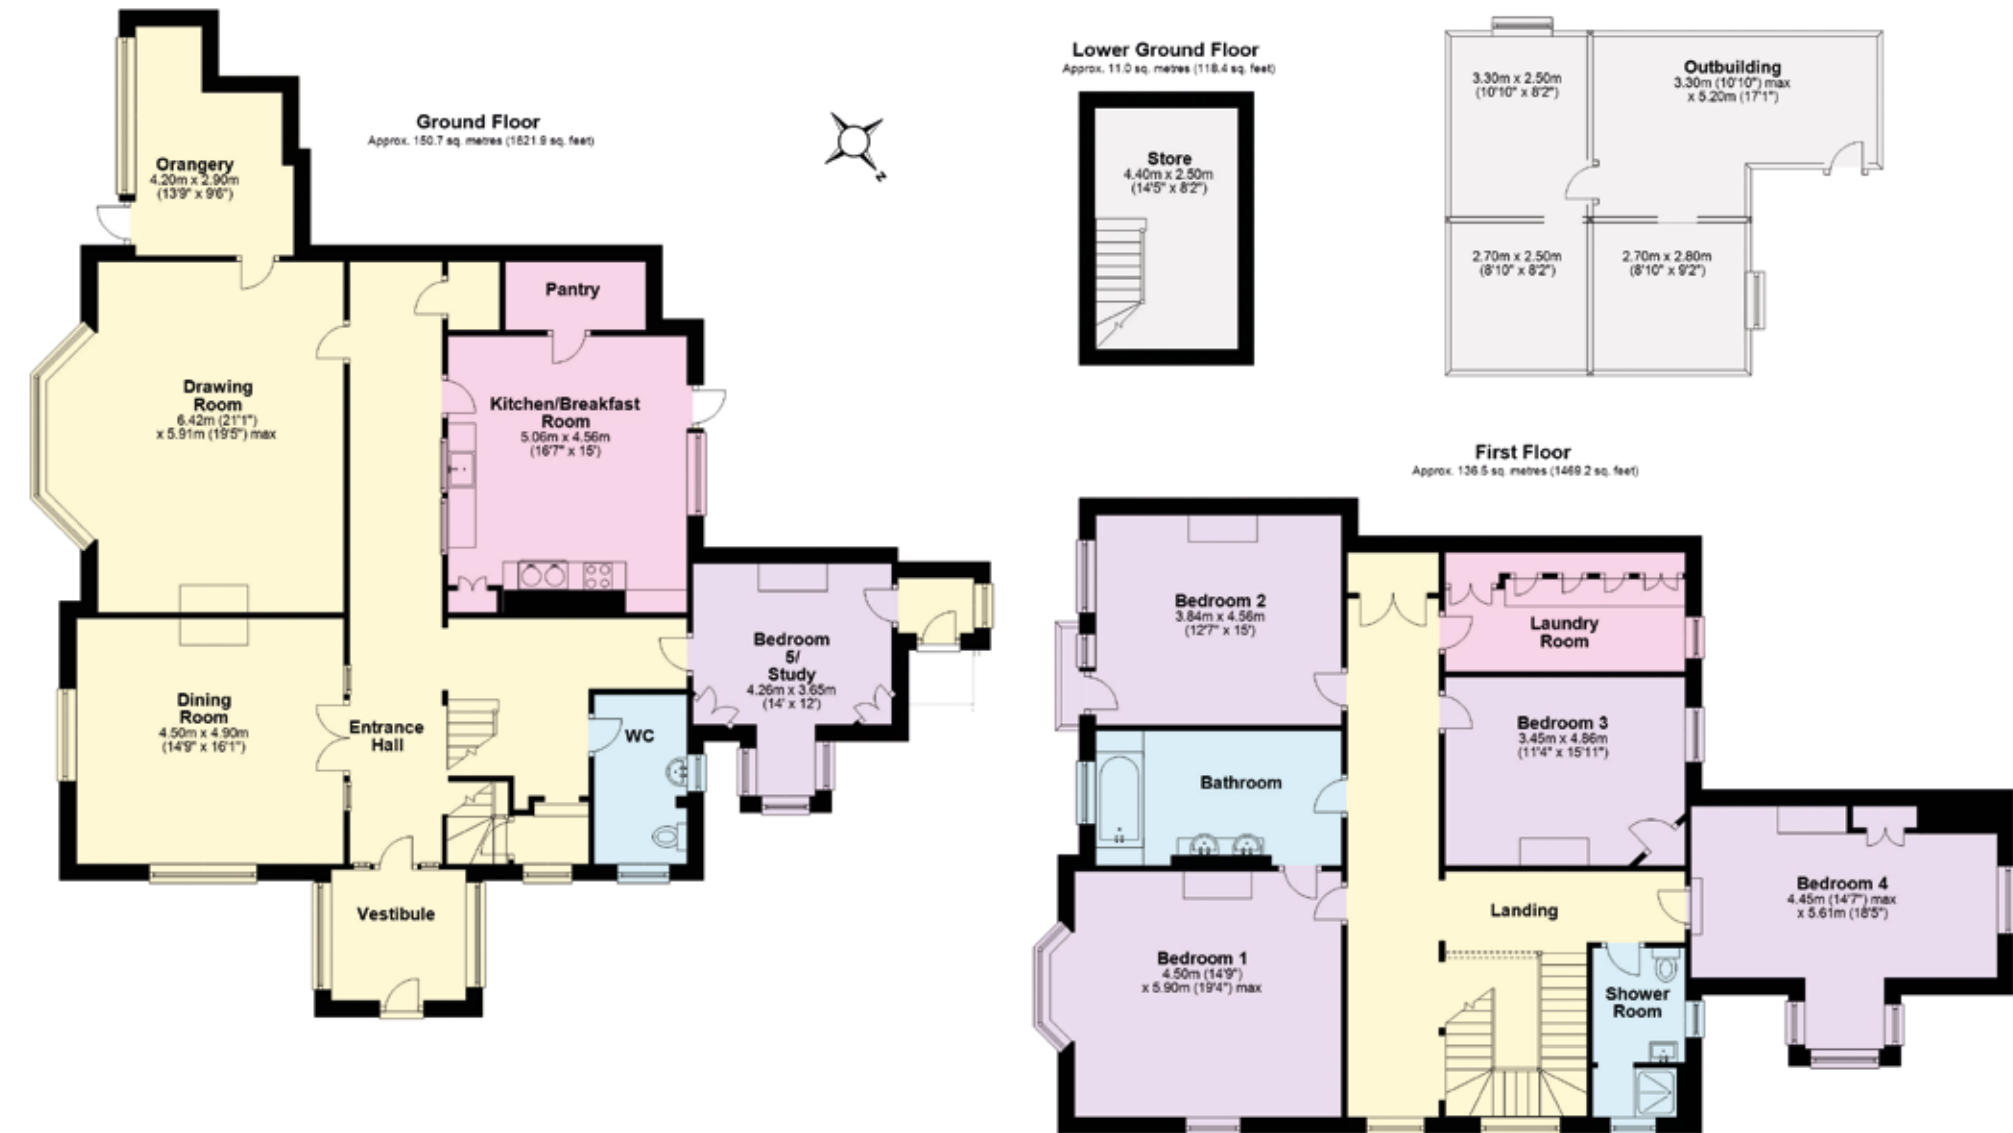 Ground Floor
Approx. 150.7 sq. metres (1621.9 sq. feet)
Orangery
4.20m x 2.90m
(13'9" x 9'6")
Drawing
Room
6.42m (21'1")
x 5.91m (19'5") max
Pantry
Kitchen/Breakfast
Room
5.06m x 4.56m
(16'7" x 15')
Dining
Room
4.50m x 4.90m
(14'9" x 16'1")
Entrance
Hall
WC
Bedroom
5/
Study
4.26m x 3.65m
(14' x 12')
Vestibule
N
Lower Ground Floor
Approx. 11.0 sq. metres (118.4 sq. feet)
Store
4.40m x 2.50m
(14'5" x 8'2")
3.30m x 2.50m
(10'10" x 8'2")
Outbuilding
3.30m (10'10") max
x 5.20m (17'1")
2.70m x 2.50m
(8'10" x 8'2")
2.70m x 2.80m
(8'10" x 9'2")
First Floor
Approx. 136.5 sq. metres (1469.2 sq. feet)
Bedroom 2
3.84m x 4.56m
(12'7" x 15')
Laundry
Room
Bedroom 3
3.45m x 4.86m
(11'4" x 15'11")
Bathroom
Bedroom 4
4.45m (14'7") max
x 5.61m (18'5")
Landing
Bedroom 1
4.50m (14'9")
x 5.90m (19'4") max
Shower
Room